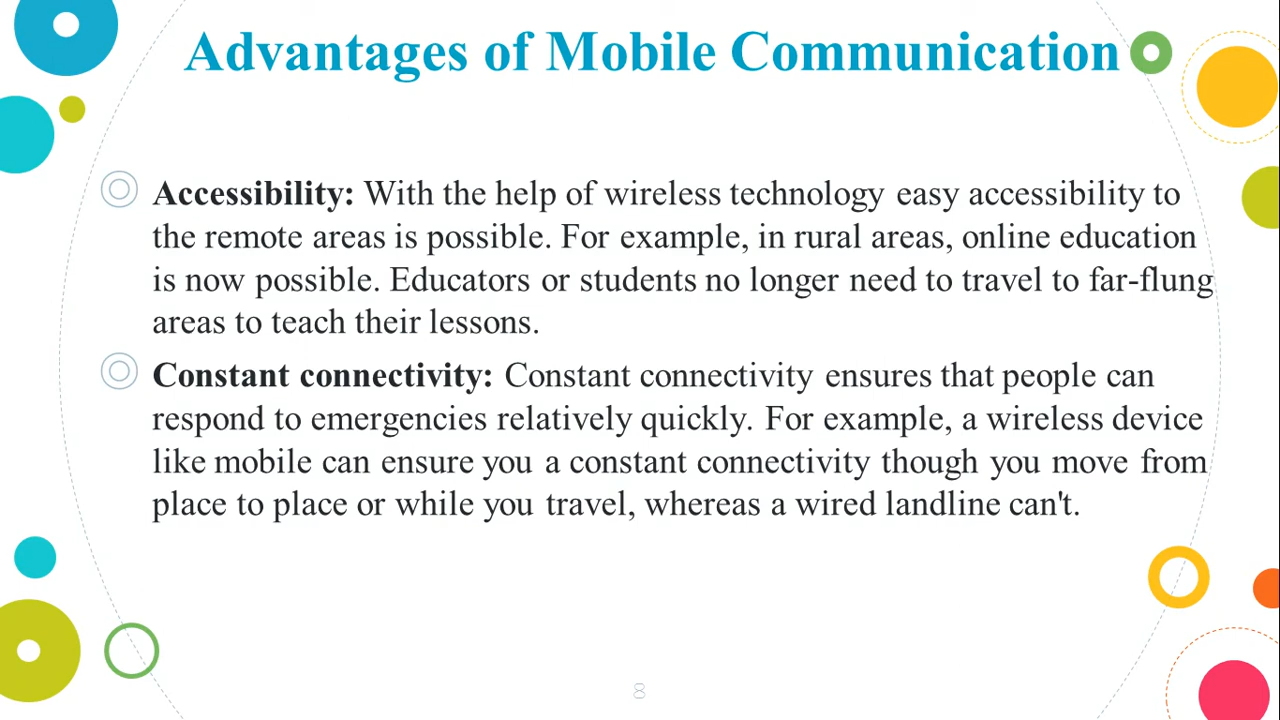 Advantages of Mobile Communication
Accessibility: With the help of wireless technology easy accessibility to
the remote areas is possible. For example, in rural areas, online education
is now possible. Educators or students no longer need to travel to far-flung
areas to teach their lessons.
Constant connectivity: Constant connectivity ensures that people can
respond to emergencies relatively quickly. For example, a wireless device
like mobile can ensure you a constant connectivity though you move from
place to place or while you travel, whereas a wired landline can't.
8